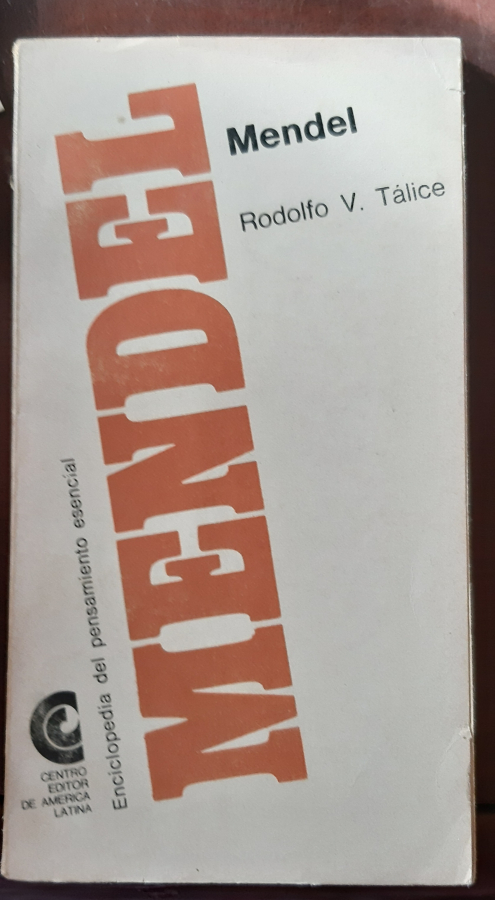 Mendel
Rodolfo V. Tálice
MENDEL
Enciclopedia del pensamiento esencial
CENTRO
EDITOR
DE AMERICA
LATINA